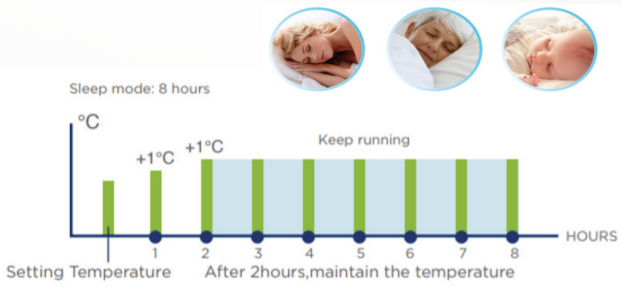 Sleep mode: 8 hours
°C
+1°C
+1°C
Keep running
1 2 3 4 5 6 7 8 HOURS
Setting Temperature After 2hours,maintain the temperature